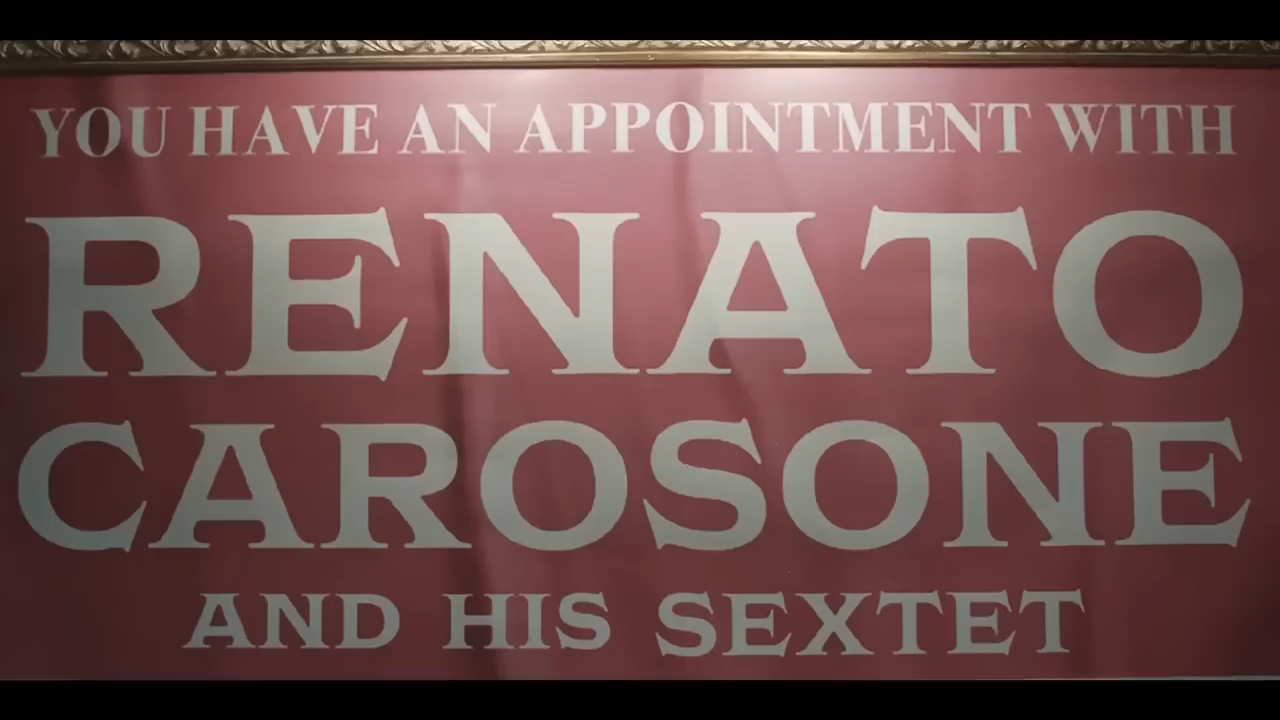 YOU HAVE AN APPOINTMENT WITH
RENATO
CAROSONE
AND HIS SEXTET